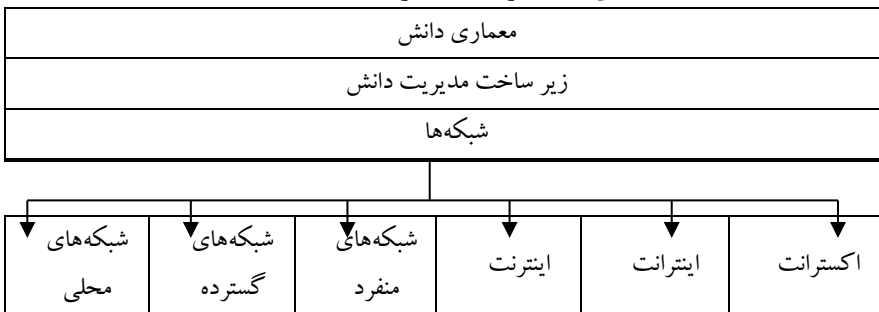 معماری دانش
زیر ساخت مدیریت دانش
شبکه‌ها
اکسترانت
اینترانت
اینترنت
شبکه‌های
منفرد
شبکه‌های
گسترده
شبکه‌های
محلی